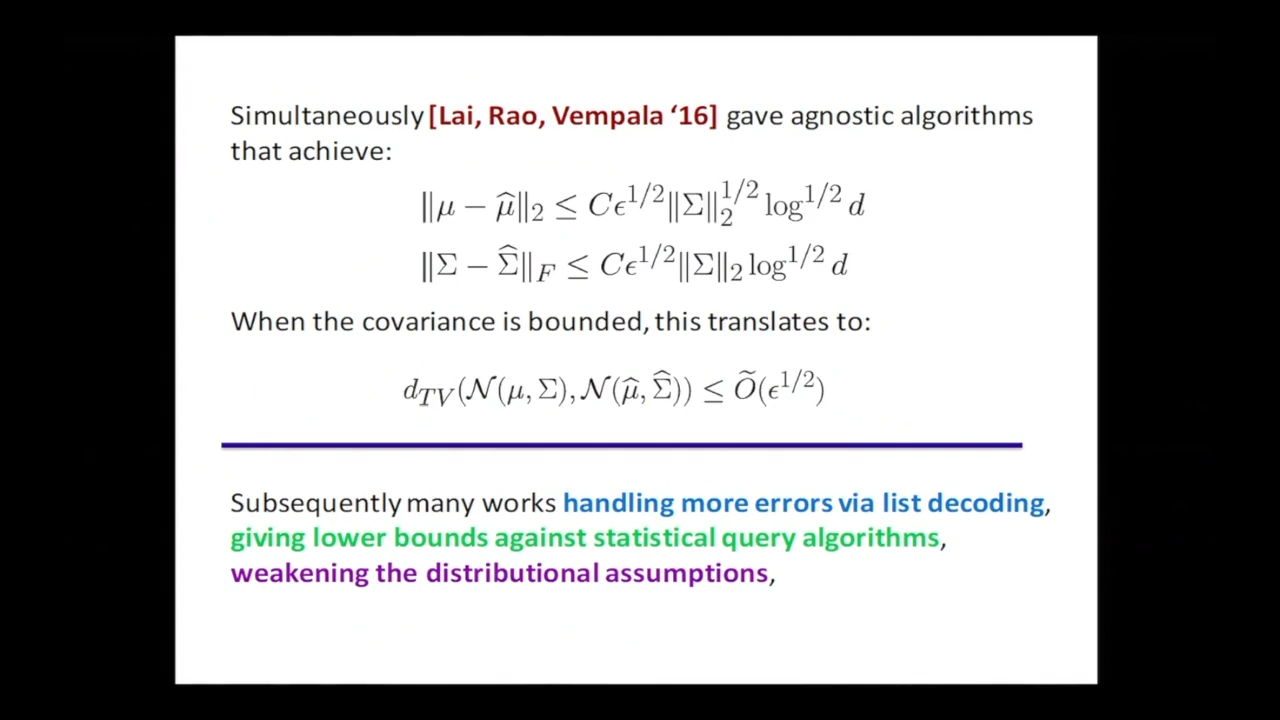 Simultaneously [Lai, Rao, Vempala ‘16] gave agnostic algorithms
that achieve:
‖μ − μ̂‖₂ ≤ Cϵ^{1/2}‖Σ‖₂^{1/2} log^{1/2} d
‖Σ − Σ̂‖_F ≤ Cϵ^{1/2}‖Σ‖₂ log^{1/2} d
When the covariance is bounded, this translates to:
d_{TV}(𝒩(μ, Σ), 𝒩(μ̂, Σ̂)) ≤ Õ(ϵ^{1/2})
Subsequently many works handling more errors via list decoding,
giving lower bounds against statistical query algorithms,
weakening the distributional assumptions,